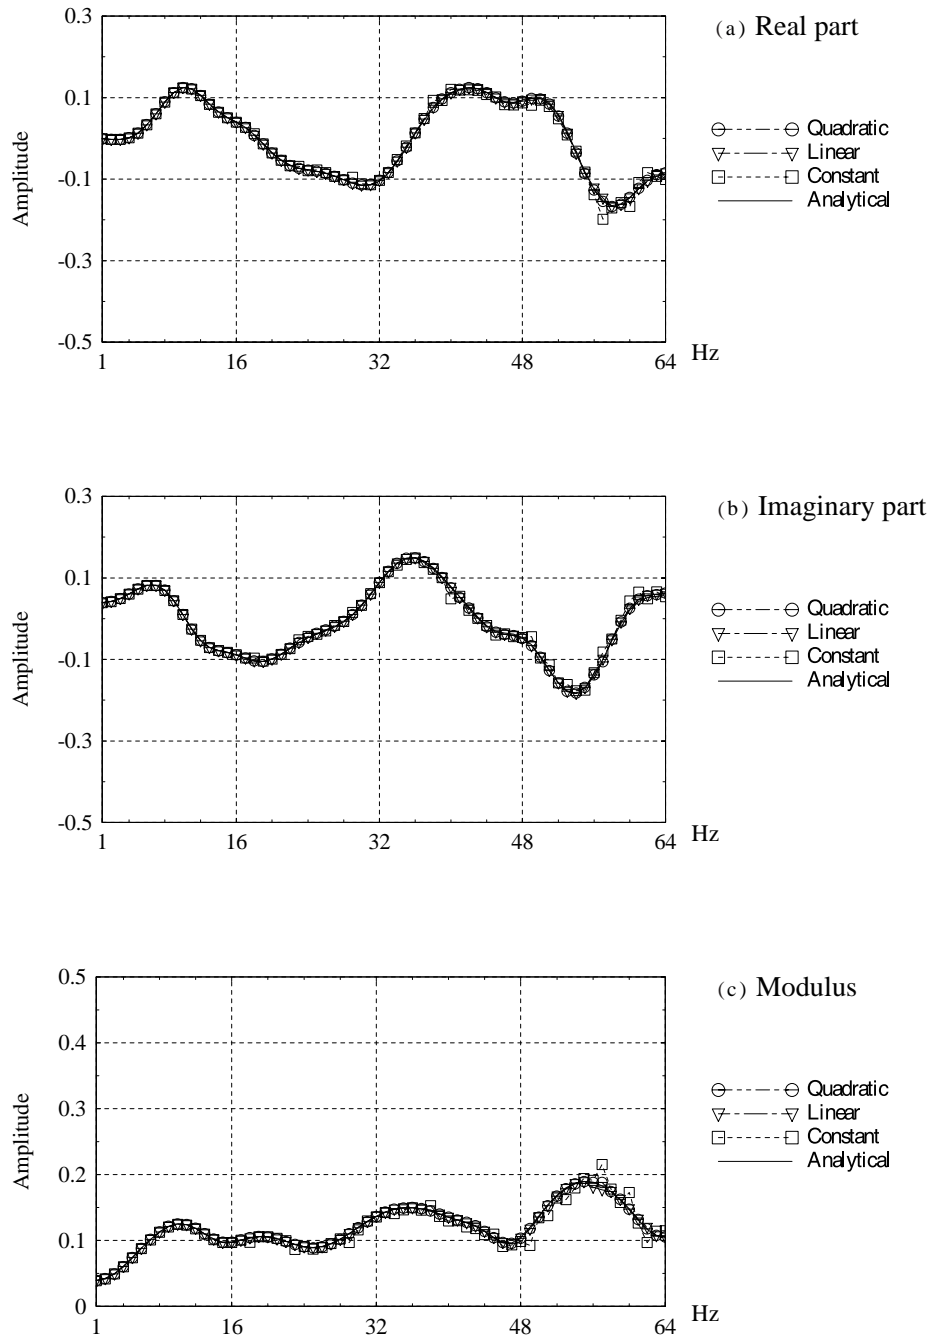 (a) Real part
0.3
0.1
-0.1
-0.3
-0.5
Amplitude
1 16 32 48 64 Hz
Quadratic
Linear
Constant
Analytical
(b) Imaginary part
0.3
0.1
-0.1
-0.3
-0.5
Amplitude
1 16 32 48 64 Hz
Quadratic
Linear
Constant
Analytical
(c) Modulus
0.5
0.4
0.3
0.2
0.1
0
Amplitude
1 16 32 48 64 Hz
Quadratic
Linear
Constant
Analytical